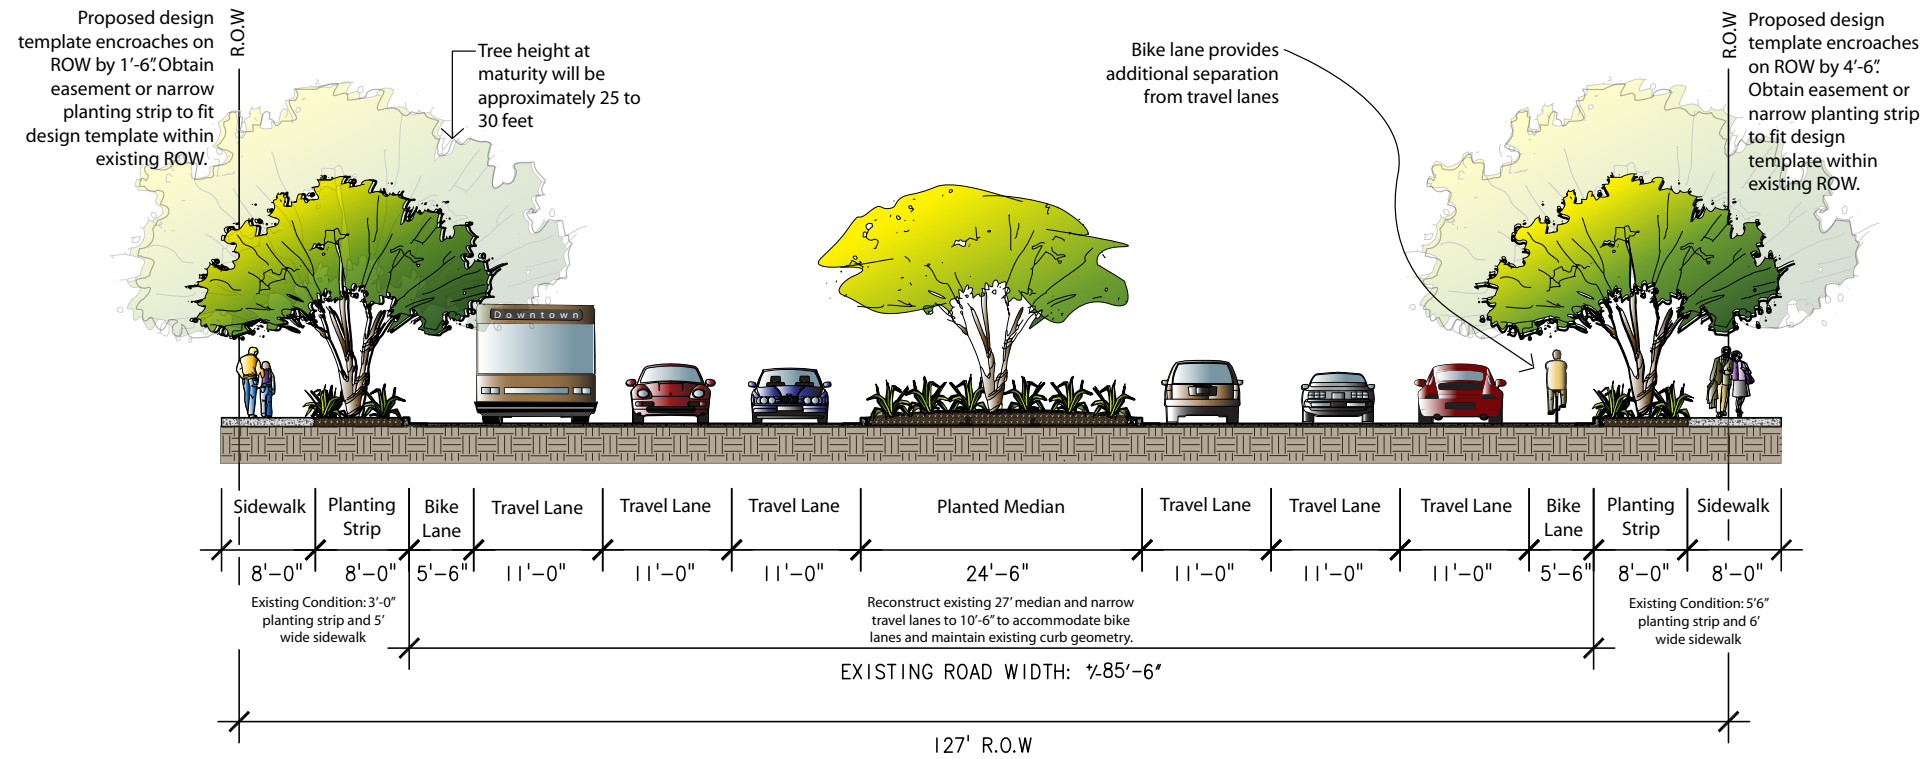 Proposed design
template encroaches on
ROW by 1'-6". Obtain
easement or narrow
planting strip to fit
design template within
existing ROW.
R.O.W
Tree height at
maturity will be
approximately 25 to
30 feet
Bike lane provides
additional separation
from travel lanes
R.O.W
Proposed design
template encroaches
on ROW by 4'-6".
Obtain easement or
narrow planting strip
to fit design
template within
existing ROW.
Downtown
Sidewalk
Planting
Strip
Bike
Lane
Travel Lane
Travel Lane
Travel Lane
Planted Median
Travel Lane
Travel Lane
Travel Lane
Bike
Lane
Planting
Strip
Sidewalk
8'-0"
8'-0"
5'-6"
11'-0"
11'-0"
11'-0"
24'-6"
11'-0"
11'-0"
11'-0"
5'-6"
8'-0"
8'-0"
Existing Condition: 3'-0"
planting strip and 5'
wide sidewalk
Reconstruct existing 27' median and narrow
travel lanes to 10'-6" to accommodate bike
lanes and maintain existing curb geometry.
Existing Condition: 5'6"
planting strip and 6'
wide sidewalk
EXISTING ROAD WIDTH: +/-85'-6"
127' R.O.W